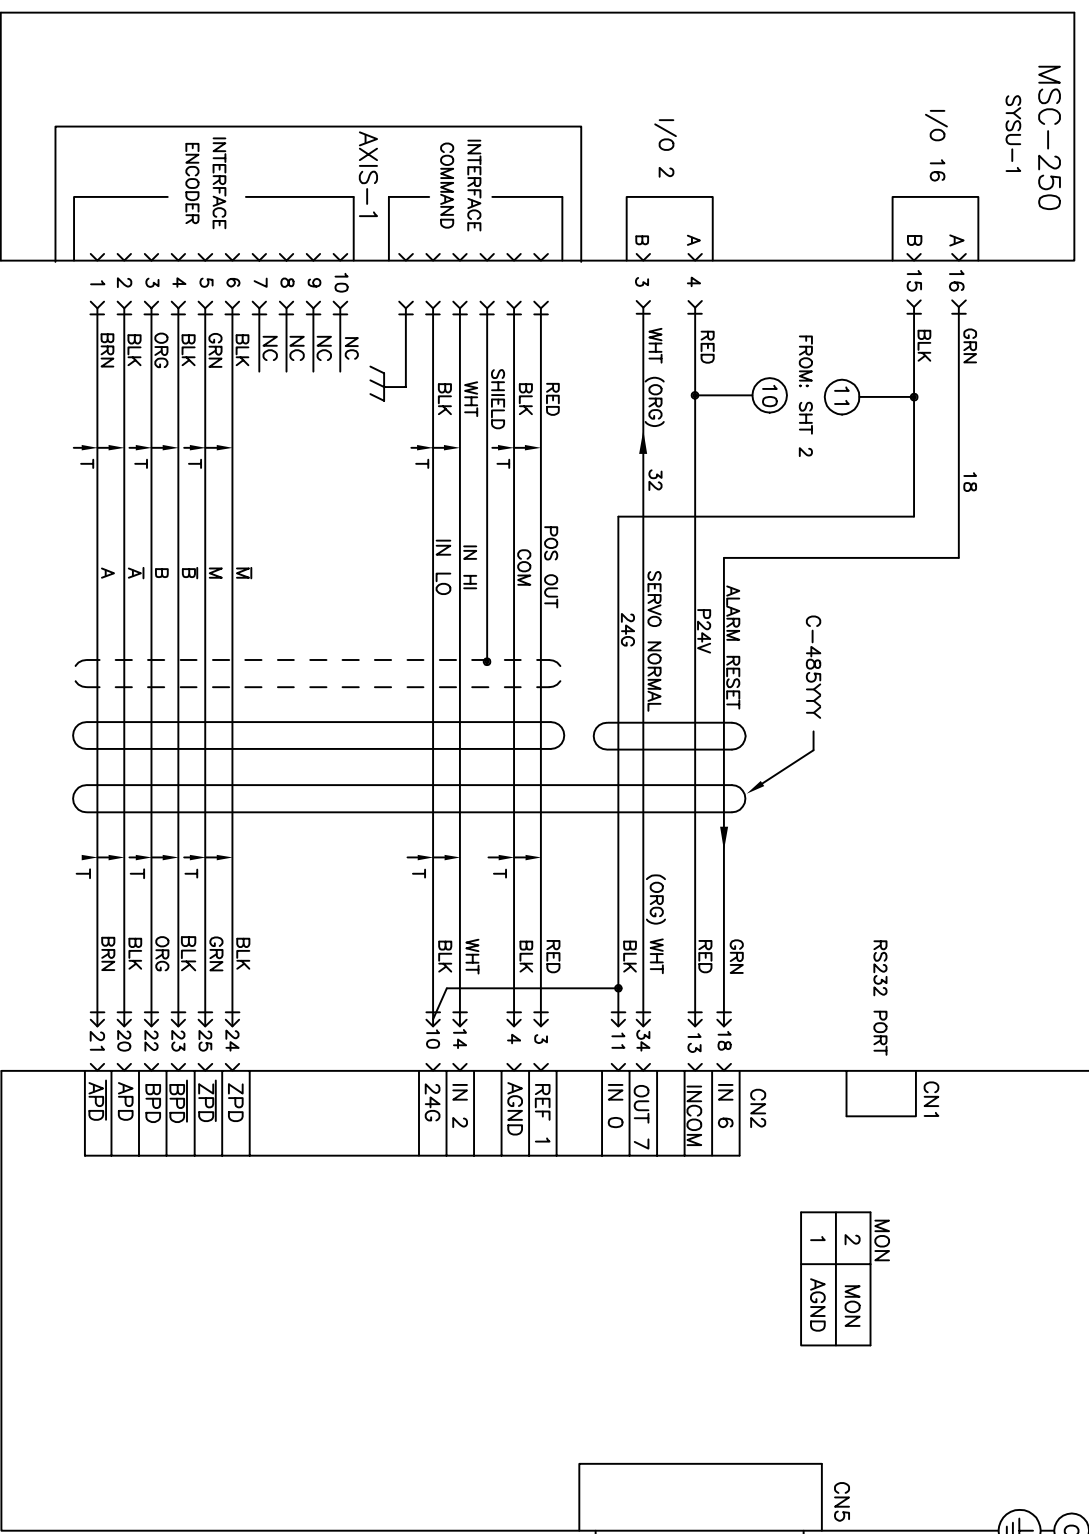 MSC-250
SYSU-1
I/O 16
A 16 GRN 18
B 15 BLK
11
FROM: SHT 2
10
I/O 2
A 4 RED P24V RED 13 INCOM
B 3 WHT (ORG) 32 SERVO NORMAL (ORG) WHT 34 OUT 7
ALARM RESET GRN 18 IN 6
24G BLK 11 IN 0
C-485YYY
RS232 PORT
CN1
CN2
MON
2 MON
1 AGND
CN5
AXIS-1
INTERFACE
COMMAND
RED POS OUT RED 3 REF 1
BLK T COM T BLK 4 AGND
SHIELD
WHT IN HI WHT 14 IN 2
BLK T IN LO T BLK 10 24G
INTERFACE
ENCODER
10 NC
9 NC
8 NC
7 NC
6 BLK M̅ BLK 24 ZPD
5 GRN T M T GRN 25 Z̅P̅D̅
4 BLK B̅ BLK 23 B̅P̅D̅
3 ORG T B T ORG 22 BPD
2 BLK A̅ BLK 20 APD
1 BRN T A T BRN 21 A̅P̅D̅